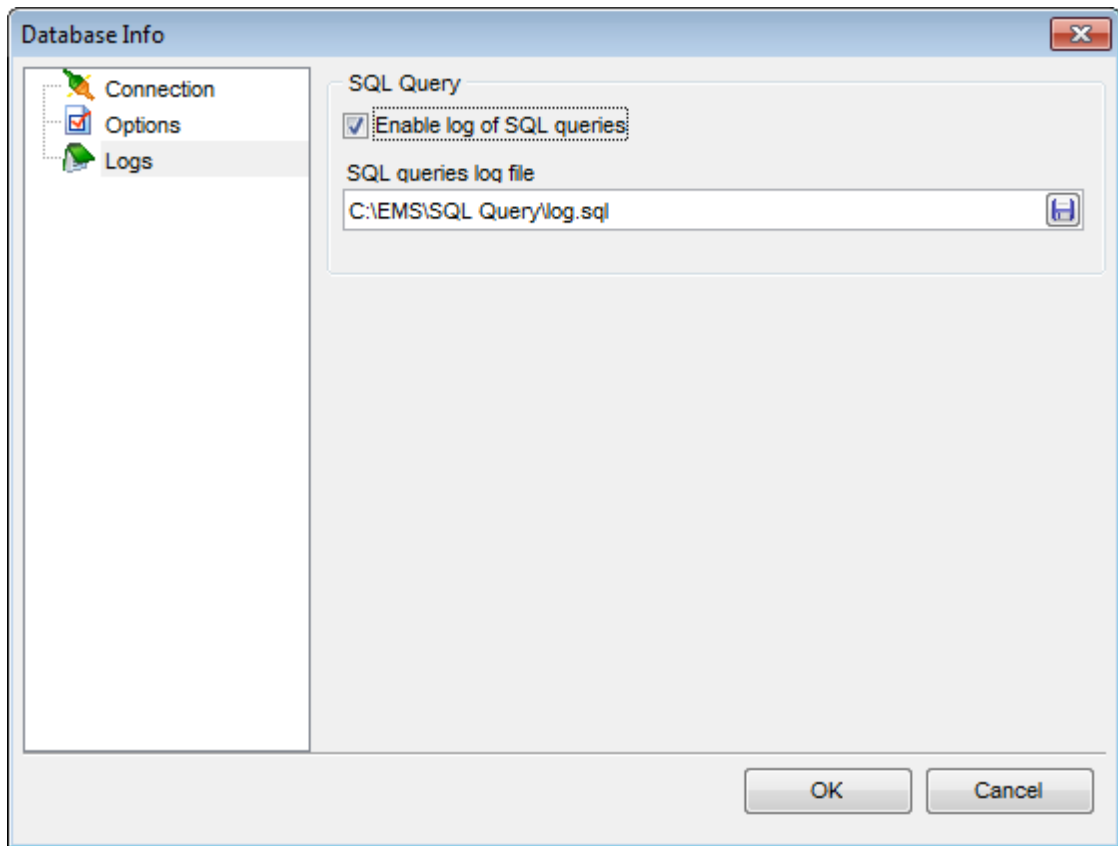 Database Info
Connection
Options
Logs
SQL Query
Enable log of SQL queries
SQL queries log file
C:\EMS\SQL Query\log.sql
OK
Cancel